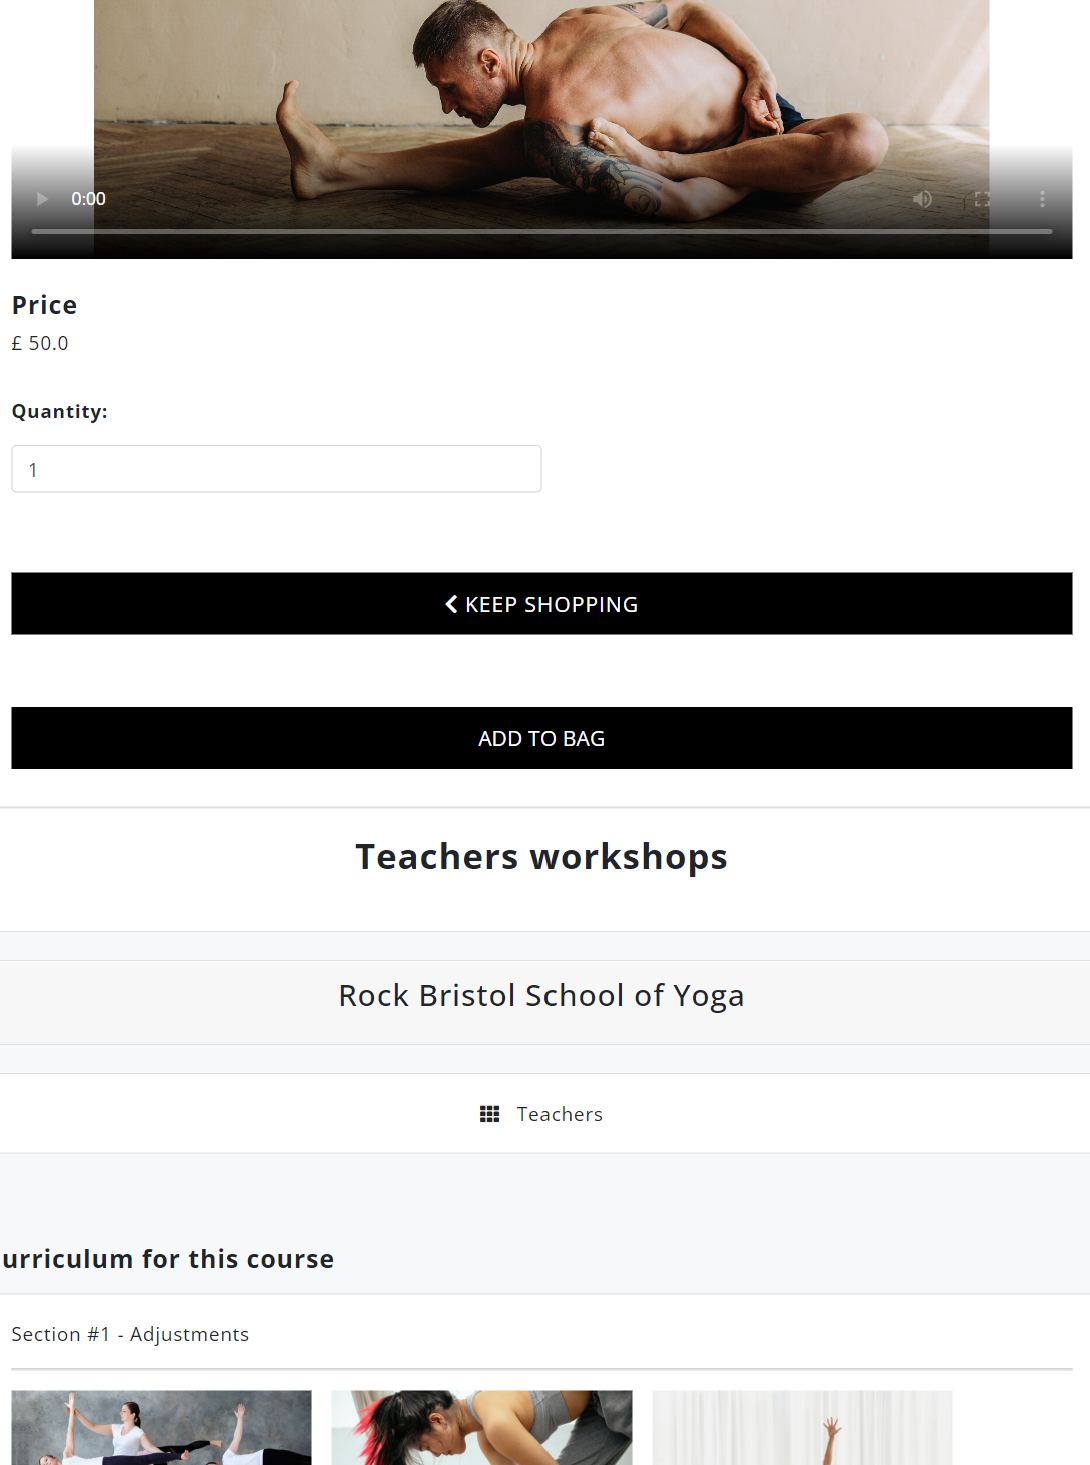 0:00
Price
£ 50.0
Quantity:
1
KEEP SHOPPING
ADD TO BAG
Teachers workshops
Rock Bristol School of Yoga
Teachers
urriculum for this course
Section #1 - Adjustments